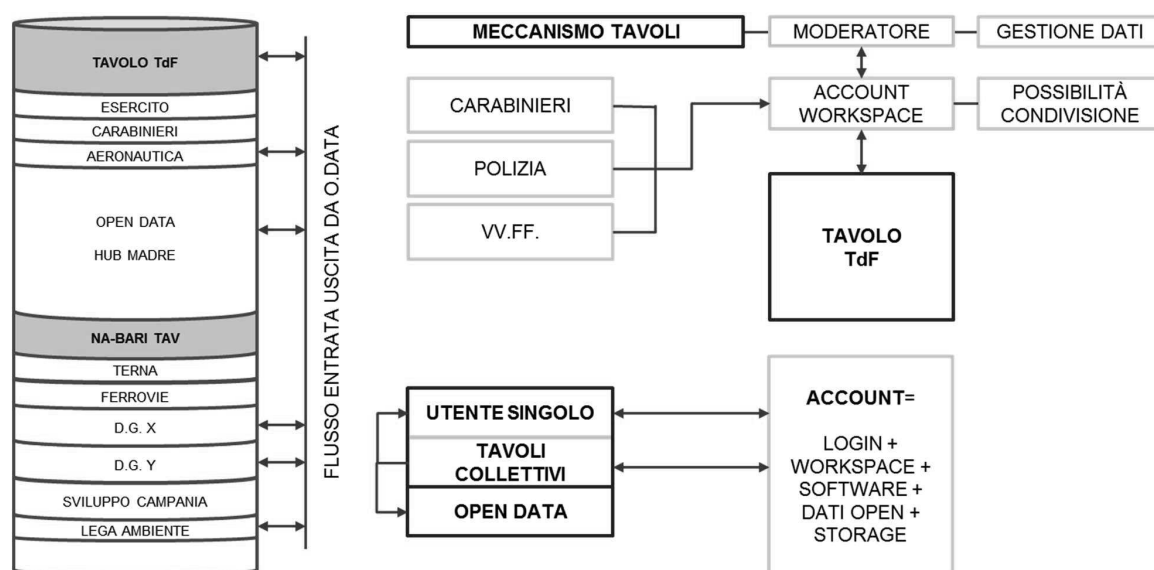 TAVOLO TdF
ESERCITO
CARABINIERI
AERONAUTICA
OPEN DATA
HUB MADRE
NA-BARI TAV
TERNA
FERROVIE
D.G. X
D.G. Y
SVILUPPO CAMPANIA
LEGA AMBIENTE
FLUSSO ENTRATA USCITA DA O.DATA
MECCANISMO TAVOLI
MODERATORE
GESTIONE DATI
CARABINIERI
POLIZIA
VV.FF.
ACCOUNT
WORKSPACE
POSSIBILITÀ
CONDIVISIONE
TAVOLO
TdF
UTENTE SINGOLO
TAVOLI
COLLETTIVI
OPEN DATA
ACCOUNT=
LOGIN +
WORKSPACE +
SOFTWARE +
DATI OPEN +
STORAGE